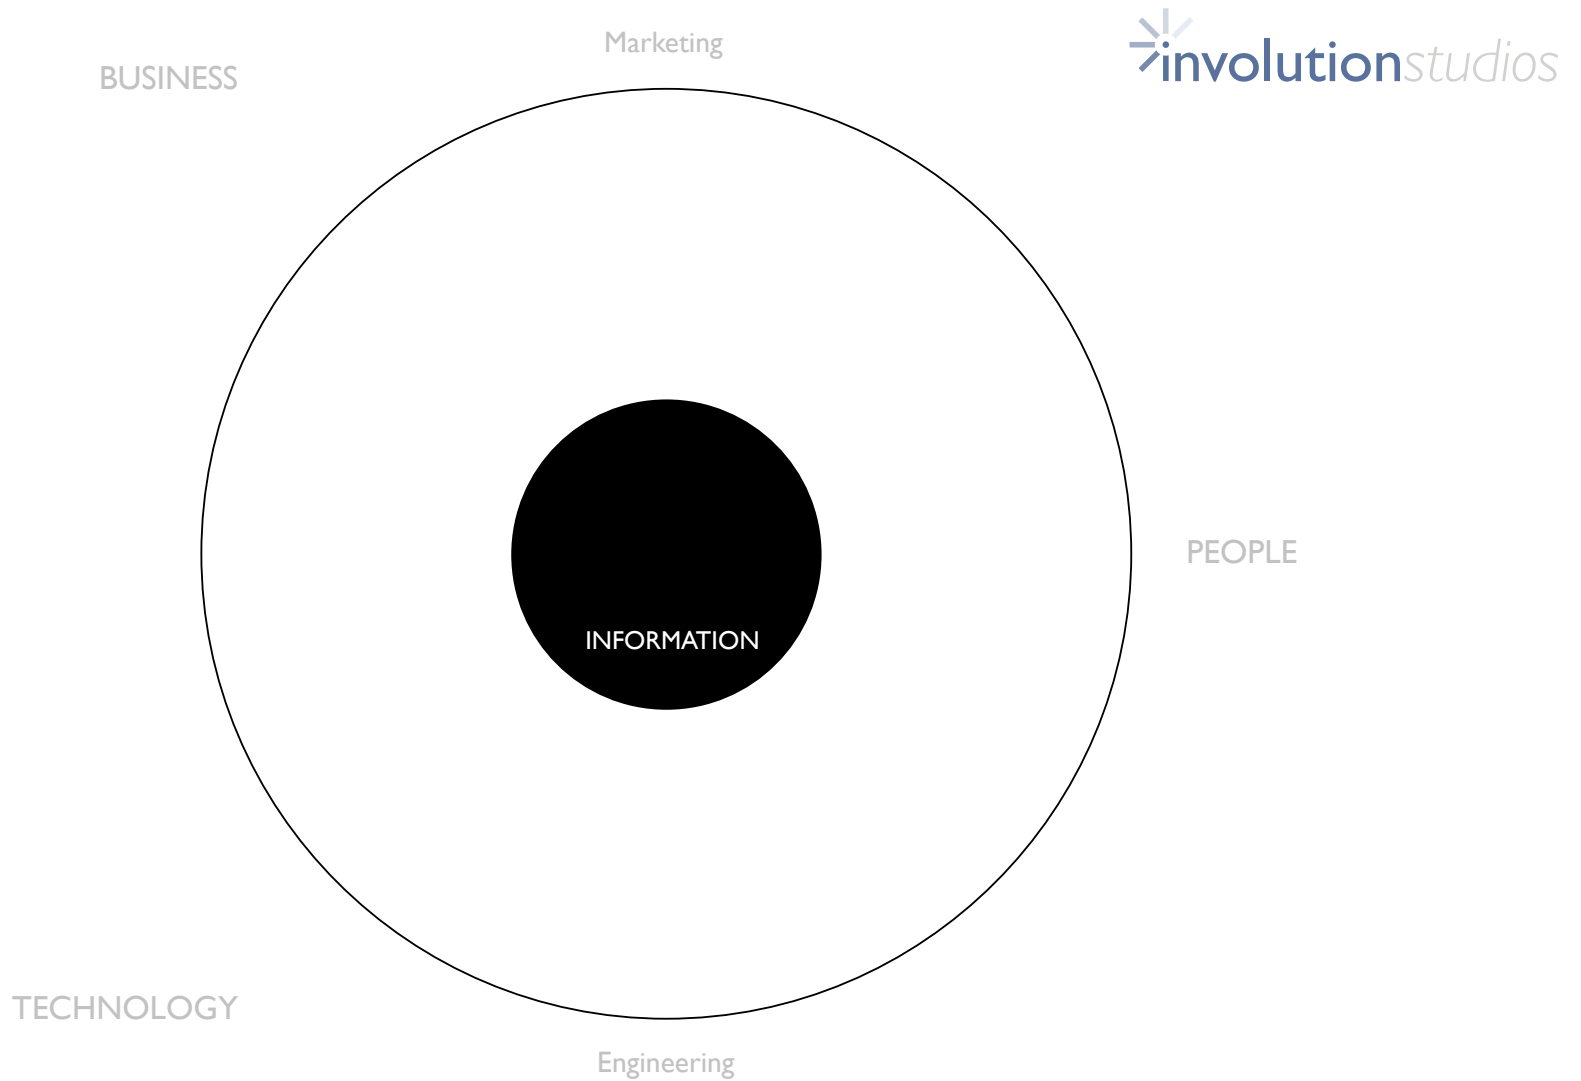 Marketing
involutionstudios
BUSINESS
PEOPLE
INFORMATION
TECHNOLOGY
Engineering